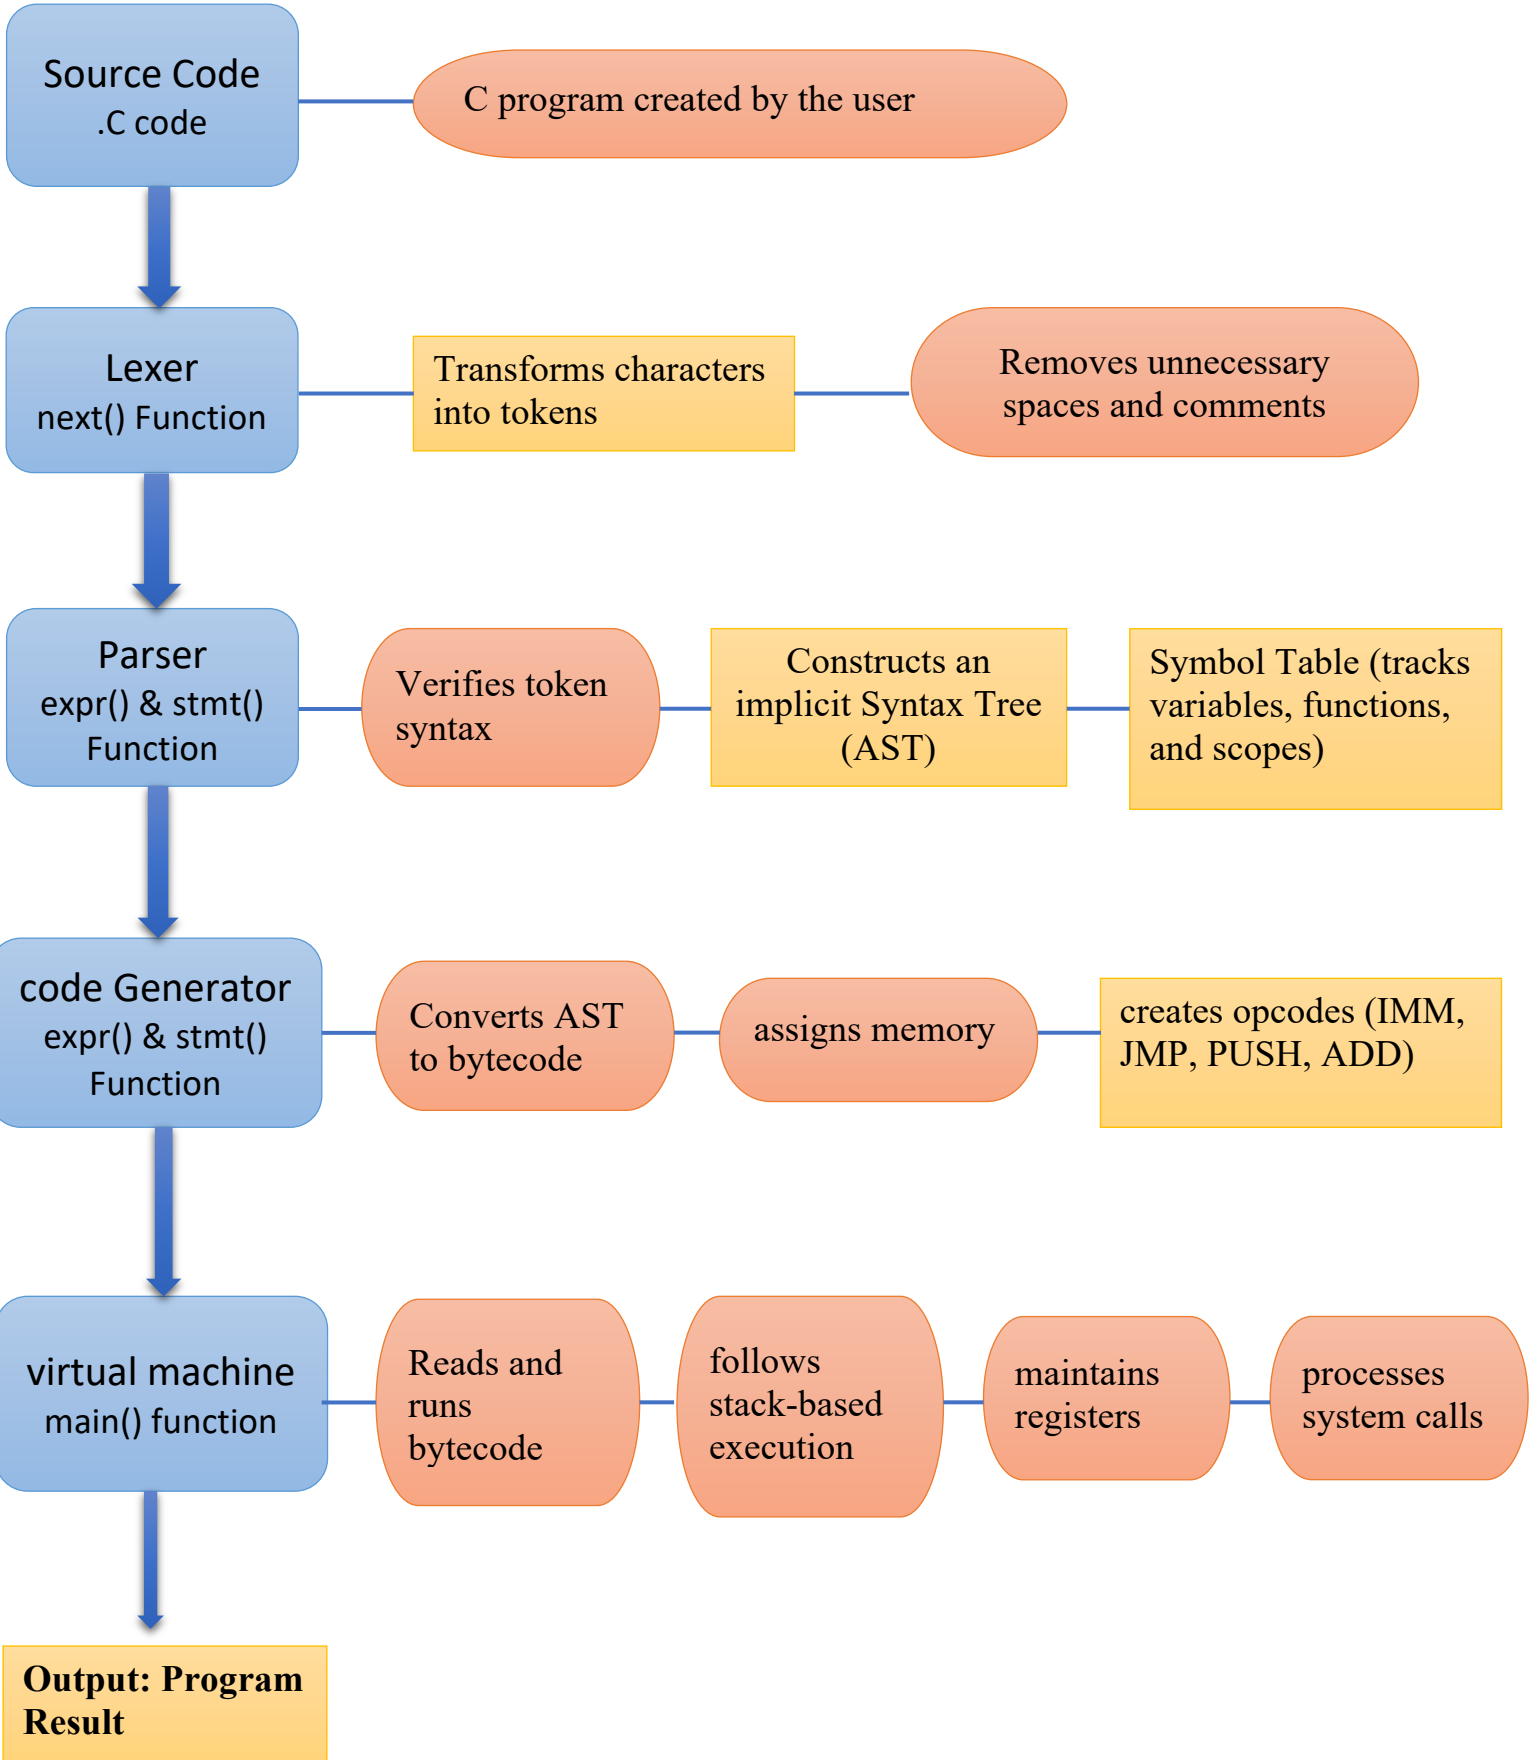 Source Code
.C code
C program created by the user
Lexer
next() Function
Transforms characters
into tokens
Removes unnecessary
spaces and comments
Parser
expr() & stmt()
Function
Verifies token
syntax
Constructs an
implicit Syntax Tree
(AST)
Symbol Table (tracks
variables, functions,
and scopes)
code Generator
expr() & stmt()
Function
Converts AST
to bytecode
assigns memory
creates opcodes (IMM,
JMP, PUSH, ADD)
virtual machine
main() function
Reads and
runs
bytecode
follows
stack-based
execution
maintains
registers
processes
system calls
Output: Program
Result